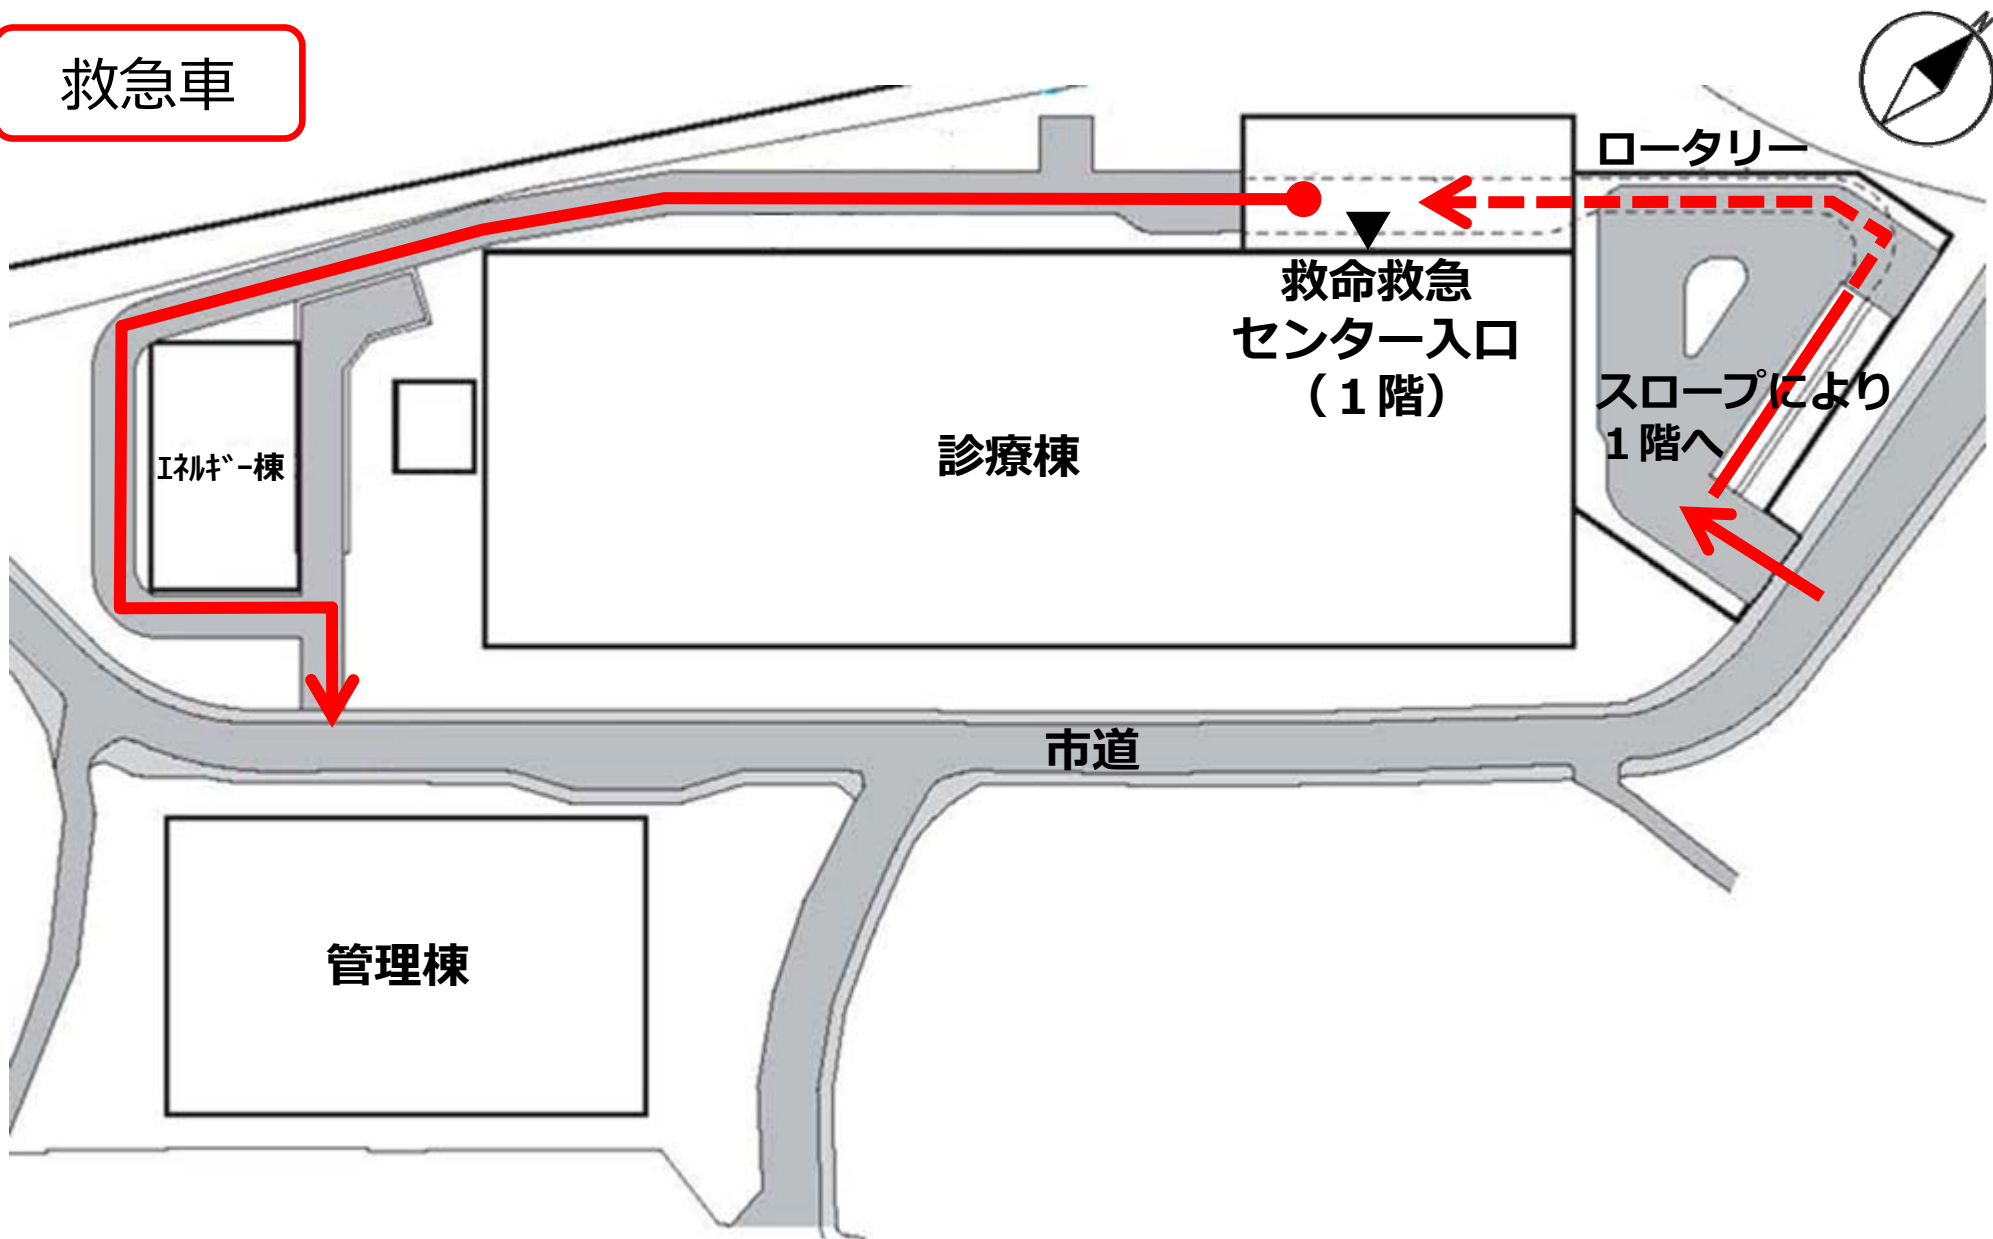 救急車
N
ロータリー
救命救急
センター入口
（１階）
スロープにより
１階へ
診療棟
ｴﾈﾙｷﾞｰ棟
市道
管理棟